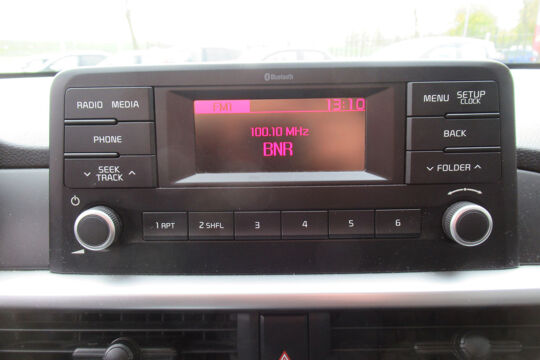 Bluetooth
RADIO MEDIA
PHONE
SEEK
TRACK
FM1 13:10
100.10 MHz
BNR
MENU SETUP
CLOCK
BACK
FOLDER
1 RPT 2 SHFL 3 4 5 6